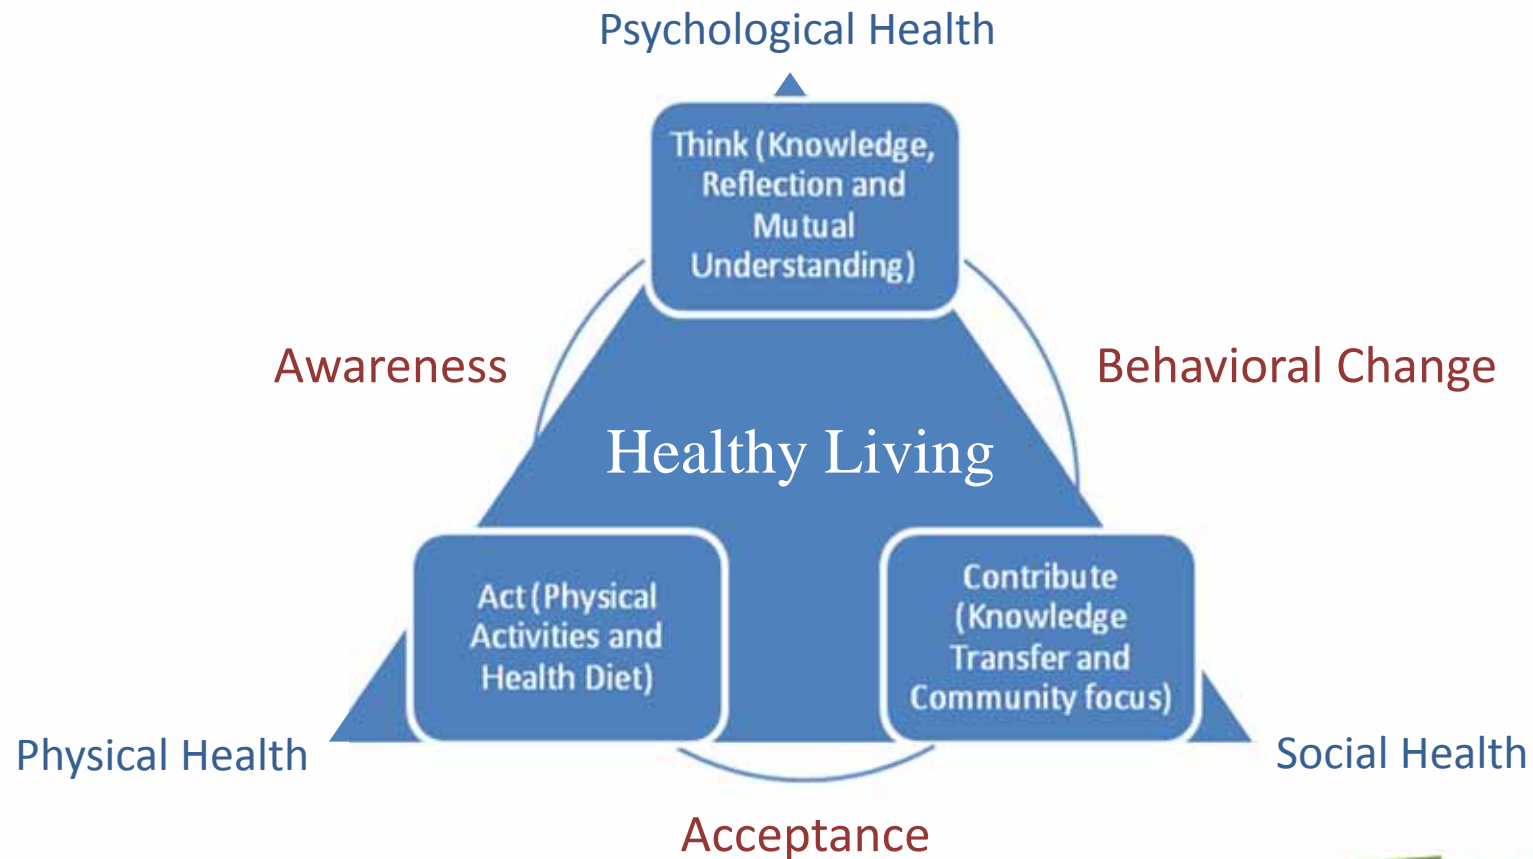 Psychological Health
Think (Knowledge,
Reflection and
Mutual
Understanding)
Awareness
Behavioral Change
Healthy Living
Act (Physical
Activities and
Health Diet)
Contribute
(Knowledge
Transfer and
Community focus)
Physical Health
Social Health
Acceptance